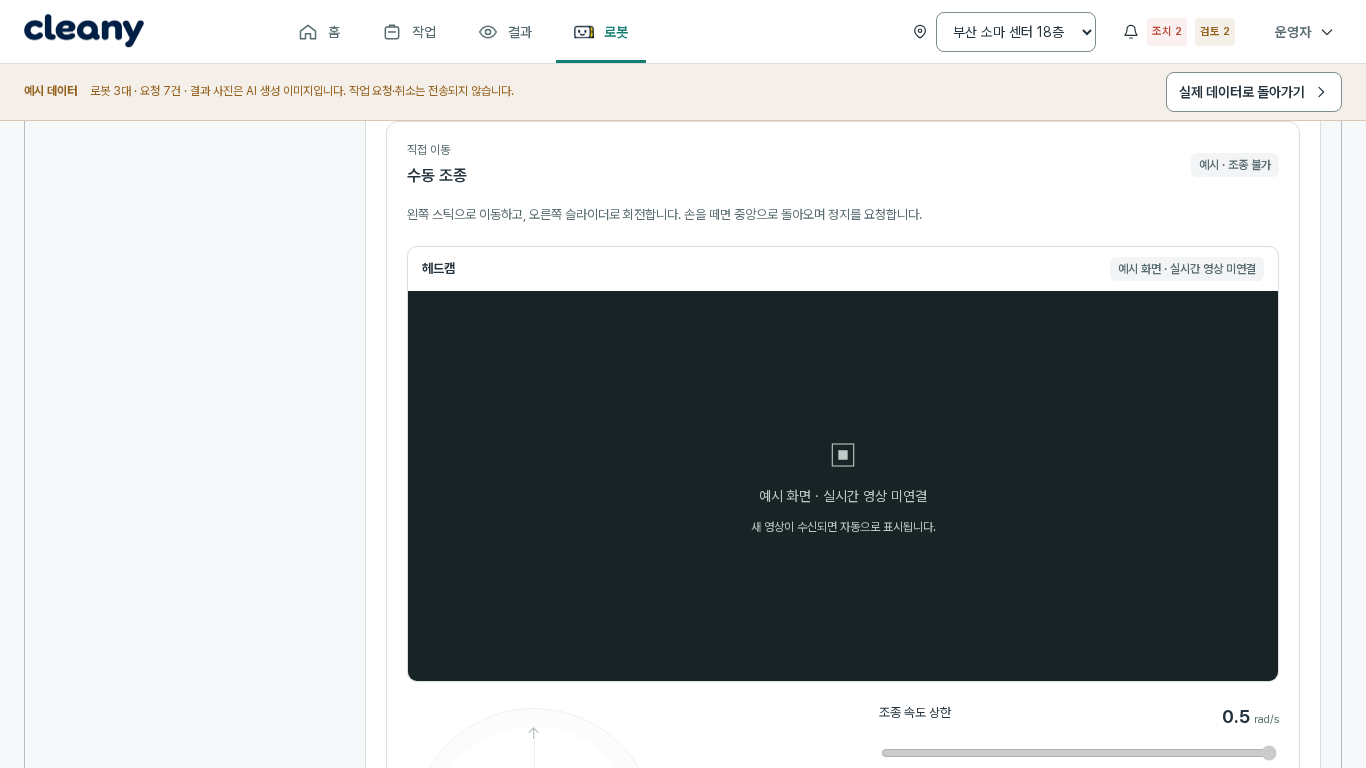 cleany
홈
작업
결과
로봇
부산 소마 센터 18층
조치 2
검토 2
운영자
예시 데이터 로봇 3대 · 요청 7건 · 결과 사진은 AI 생성 이미지입니다. 작업 요청·취소는 전송되지 않습니다.
실제 데이터로 돌아가기
직접 이동
수동 조종
예시 · 조종 불가
왼쪽 스틱으로 이동하고, 오른쪽 슬라이더로 회전합니다. 손을 떼면 중앙으로 돌아오며 정지를 요청합니다.
헤드캠
예시 화면 · 실시간 영상 미연결
예시 화면 · 실시간 영상 미연결
새 영상이 수신되면 자동으로 표시됩니다.
조종 속도 상한
0.5 rad/s